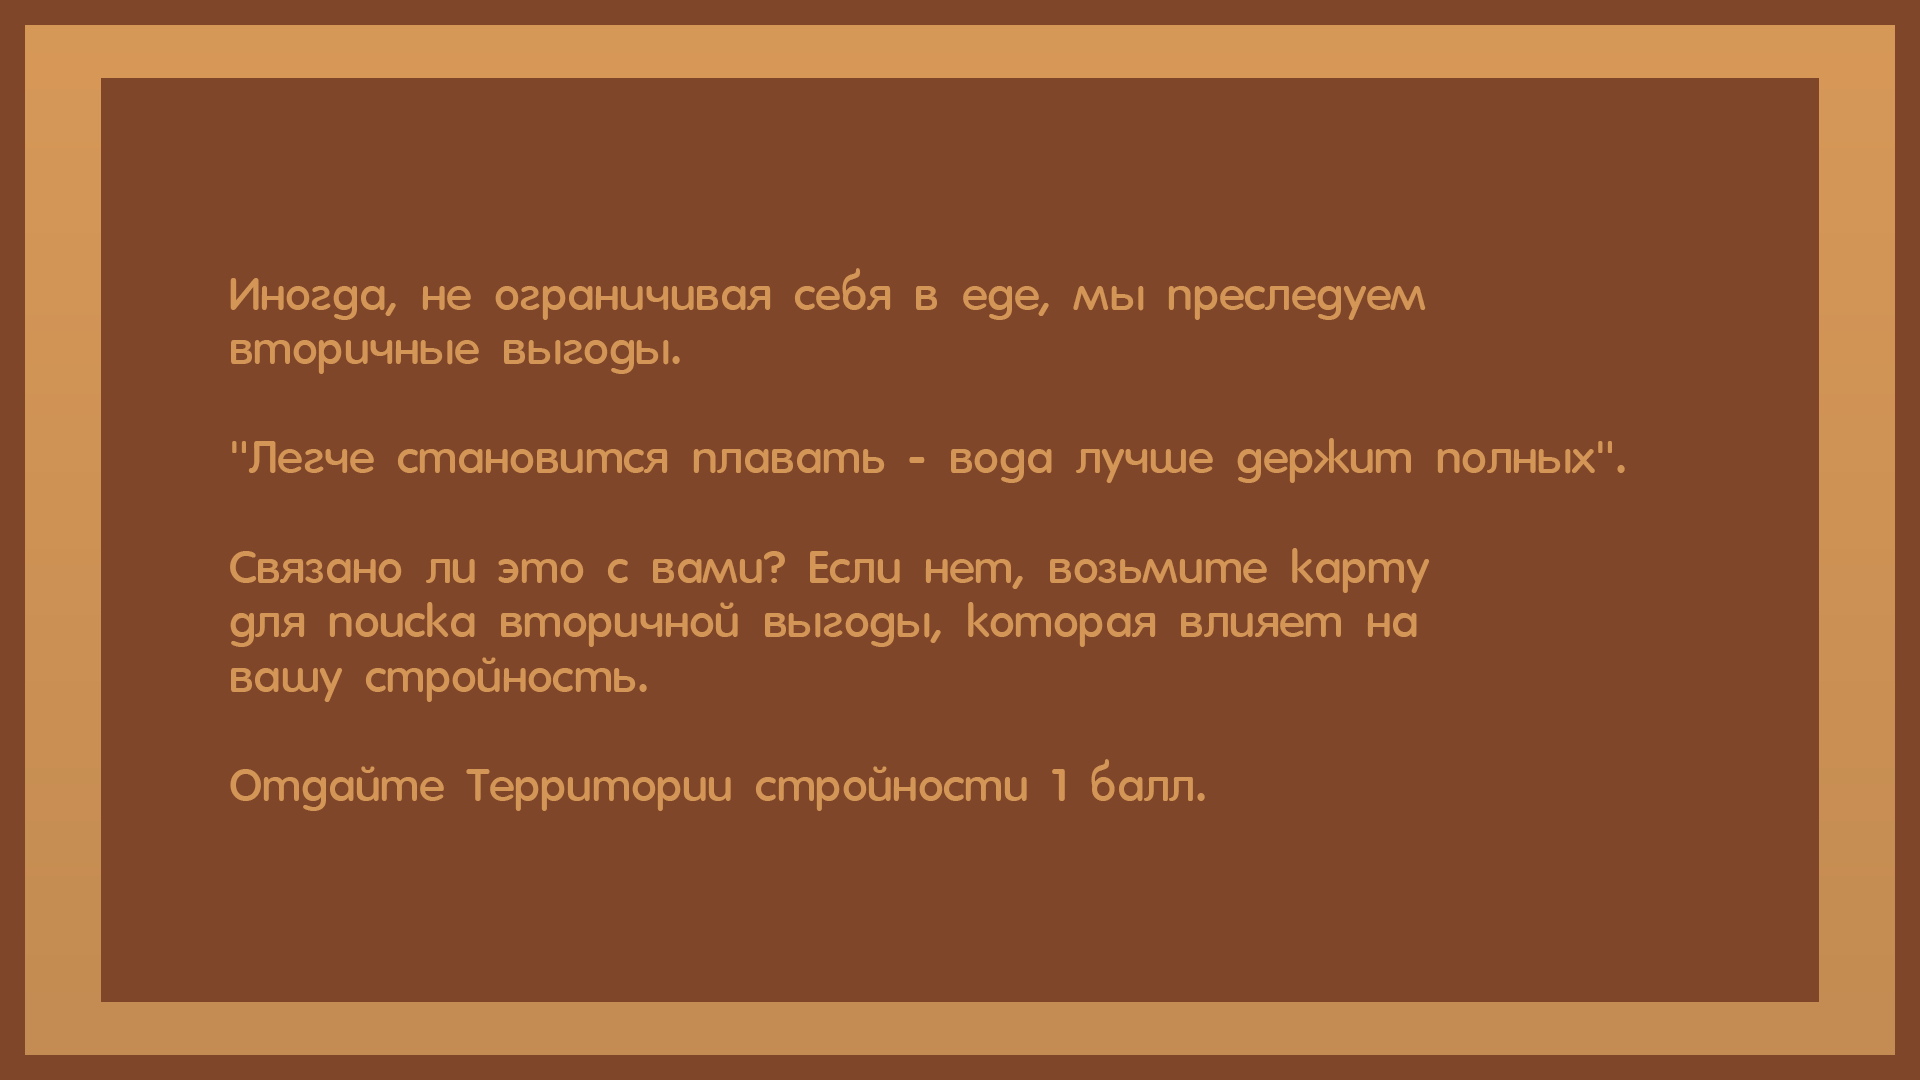 Иногда, не ограничивая себя в еде, мы преследуем
вторичные выгоды.
"Легче становится плавать - вода лучше держит полных".
Связано ли это с вами? Если нет, возьмите карту
для поиска вторичной выгоды, которая влияет на
вашу стройность.
Отдайте Территории стройности 1 балл.